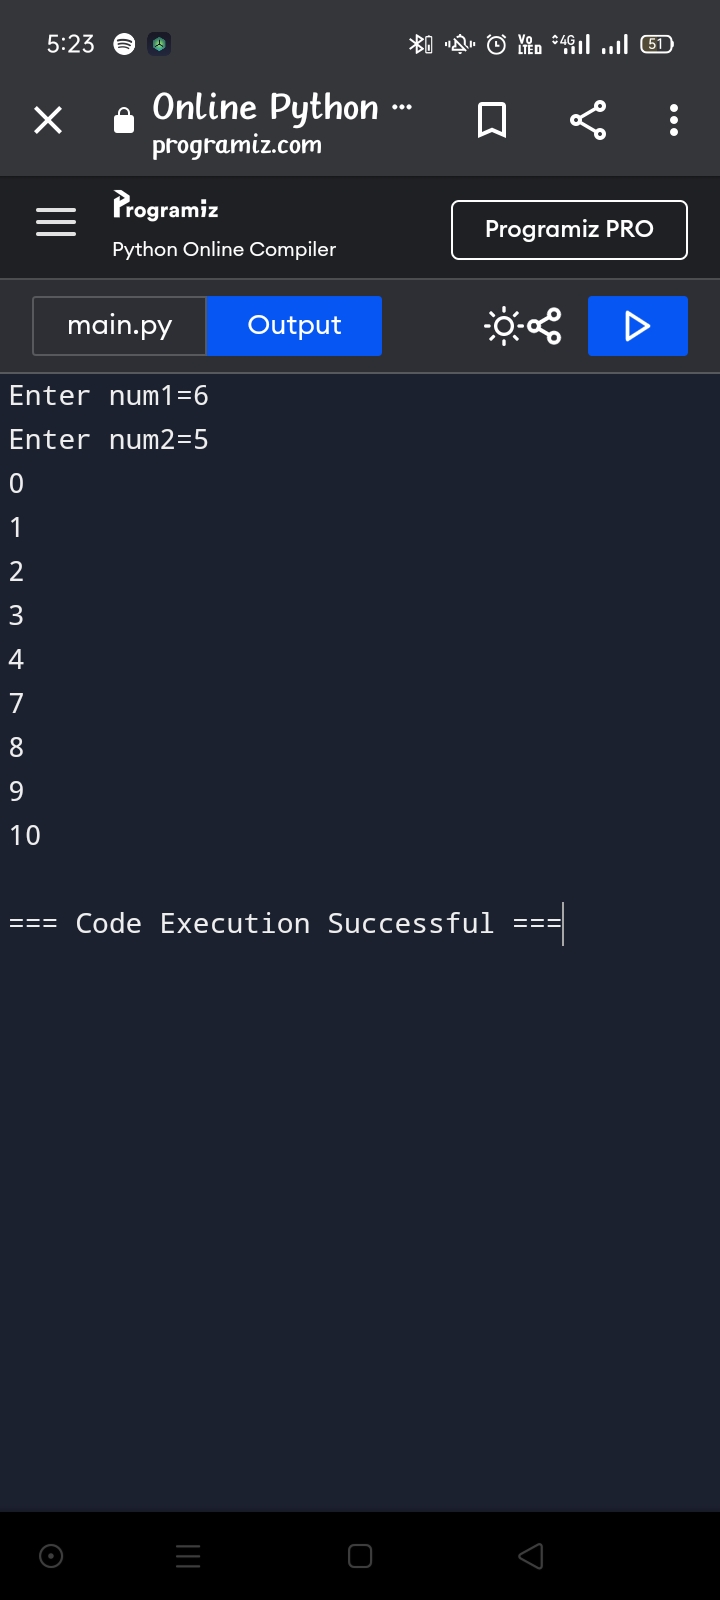 5:23 VO LTED 4G 51
Online Python ...
programiz.com
Programiz
Python Online Compiler
Programiz PRO
main.py
Output
Enter num1=6
Enter num2=5
0
1
2
3
4
7
8
9
10
=== Code Execution Successful ===